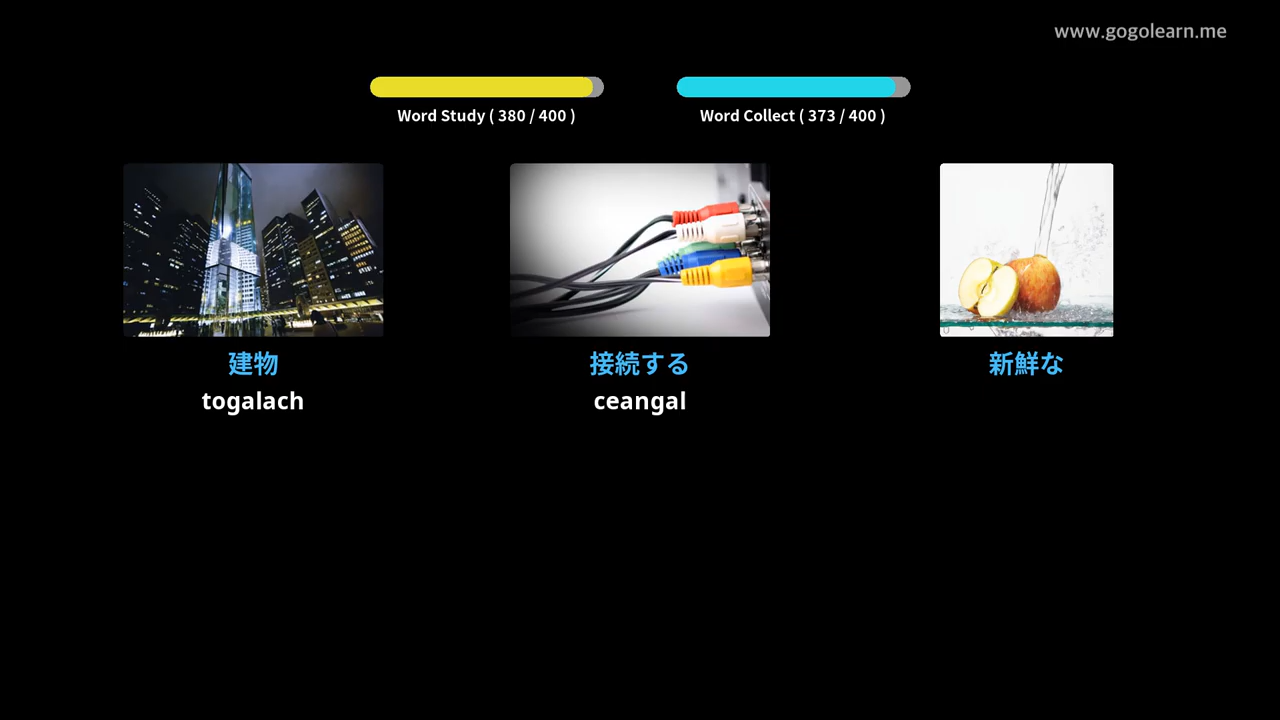 www.gogolearn.me
Word Study ( 380 / 400 )
Word Collect ( 373 / 400 )
建物
接続する
新鮮な
togalach
ceangal